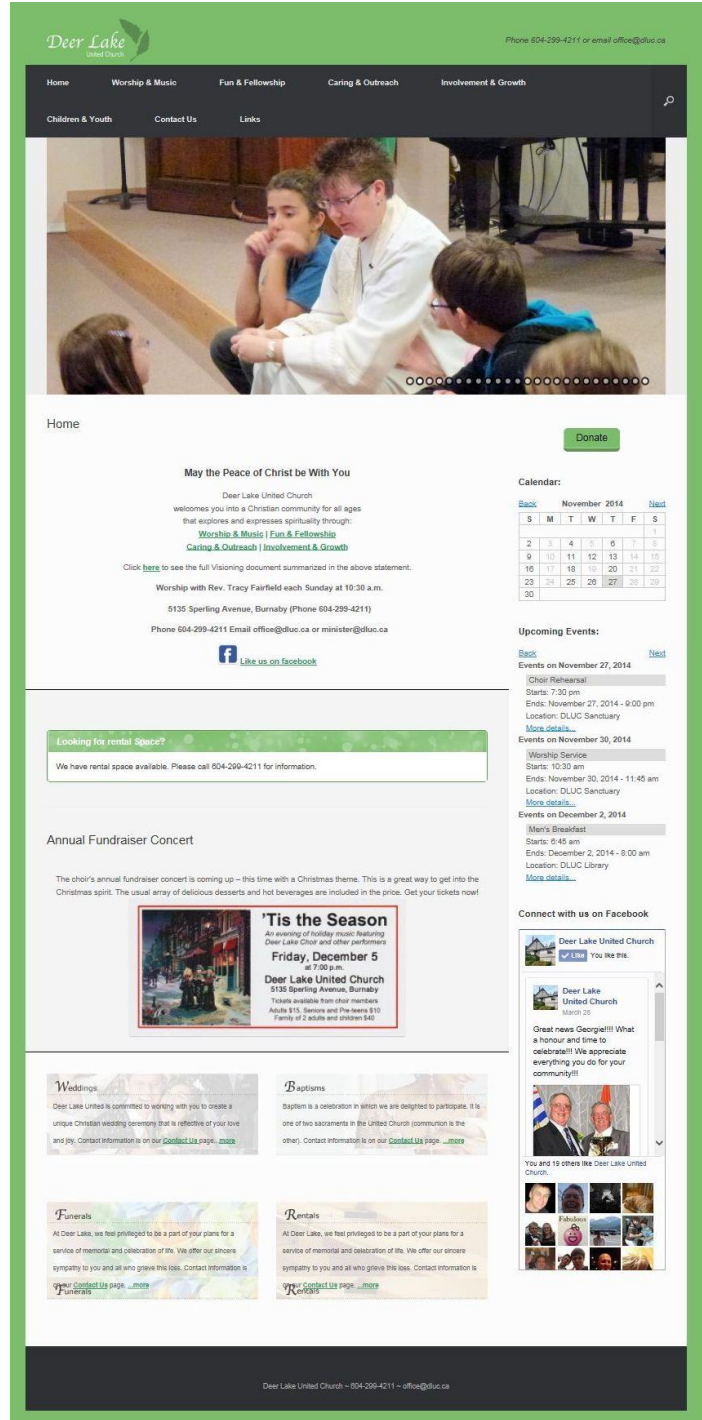 Deer Lake
United Church
Phone 604-299-4211 or email office@dluc.ca
Home Worship & Music Fun & Fellowship Caring & Outreach Involvement & Growth
Children & Youth Contact Us Links
Home
May the Peace of Christ be With You
Deer Lake United Church
welcomes you into a Christian community for all ages
that explores and expresses spirituality through:
Worship & Music | Fun & Fellowship
Caring & Outreach | Involvement & Growth
Click here to see the full Visioning document summarized in the above statement.
Worship with Rev. Tracy Fairfield each Sunday at 10:30 a.m.
5135 Sperling Avenue, Burnaby (Phone 604-299-4211)
Phone 604-299-4211 Email office@dluc.ca or minister@dluc.ca
Like us on facebook
Looking for rental Space?
We have rental space available. Please call 604-299-4211 for information.
Annual Fundraiser Concert
The choir's annual fundraiser concert is coming up – this time with a Christmas theme. This is a great way to get into the
Christmas spirit. The usual array of delicious desserts and hot beverages are included in the price. Get your tickets now!
'Tis the Season
An evening of holiday music featuring
Deer Lake Choir and other performers
Friday, December 5
at 7:00 p.m.
Deer Lake United Church
5135 Sperling Avenue, Burnaby
Tickets available from choir members
Adults $15, Seniors and Pre-teens $10
Family of 2 adults and children $40
Weddings
Deer Lake United is committed to working with you to create a
unique Christian wedding ceremony that is reflective of your love
and joy. Contact information is on our Contact Us page. ...more
Baptisms
Baptism is a celebration in which we are delighted to participate. It is
one of two sacraments in the United Church (communion is the
other). Contact information is on our Contact Us page. ...more
Funerals
At Deer Lake, we feel privileged to be a part of your plans for a
service of memorial and celebration of life. We offer our sincere
sympathy to you and all who grieve this loss. Contact information is
on our Contact Us page. ...more
Funerals
Rentals
At Deer Lake, we feel privileged to be a part of your plans for a
service of memorial and celebration of life. We offer our sincere
sympathy to you and all who grieve this loss. Contact information is
on our Contact Us page. ...more
Rentals
Donate
Calendar:
Back November 2014 Next
S M T W T F S
1
2 3 4 5 6 7 8
9 10 11 12 13 14 15
16 17 18 19 20 21 22
23 24 25 26 27 28 29
30
Upcoming Events:
Back Next
Events on November 27, 2014
Choir Rehearsal
Starts: 7:30 pm
Ends: November 27, 2014 - 9:00 pm
Location: DLUC Sanctuary
More details...
Events on November 30, 2014
Worship Service
Starts: 10:30 am
Ends: November 30, 2014 - 11:45 am
Location: DLUC Sanctuary
More details...
Events on December 2, 2014
Men's Breakfast
Starts: 6:45 am
Ends: December 2, 2014 - 8:00 am
Location: DLUC Library
More details...
Connect with us on Facebook
Deer Lake United Church
Like You like this.
Deer Lake
United Church
March 26
Great news Georgie!!!! What
a honour and time to
celebrate!!! We appreciate
everything you do for your
community!!!
You and 19 others like Deer Lake United
Church.
Fabulous
Deer Lake United Church ~ 604-299-4211 ~ office@dluc.ca